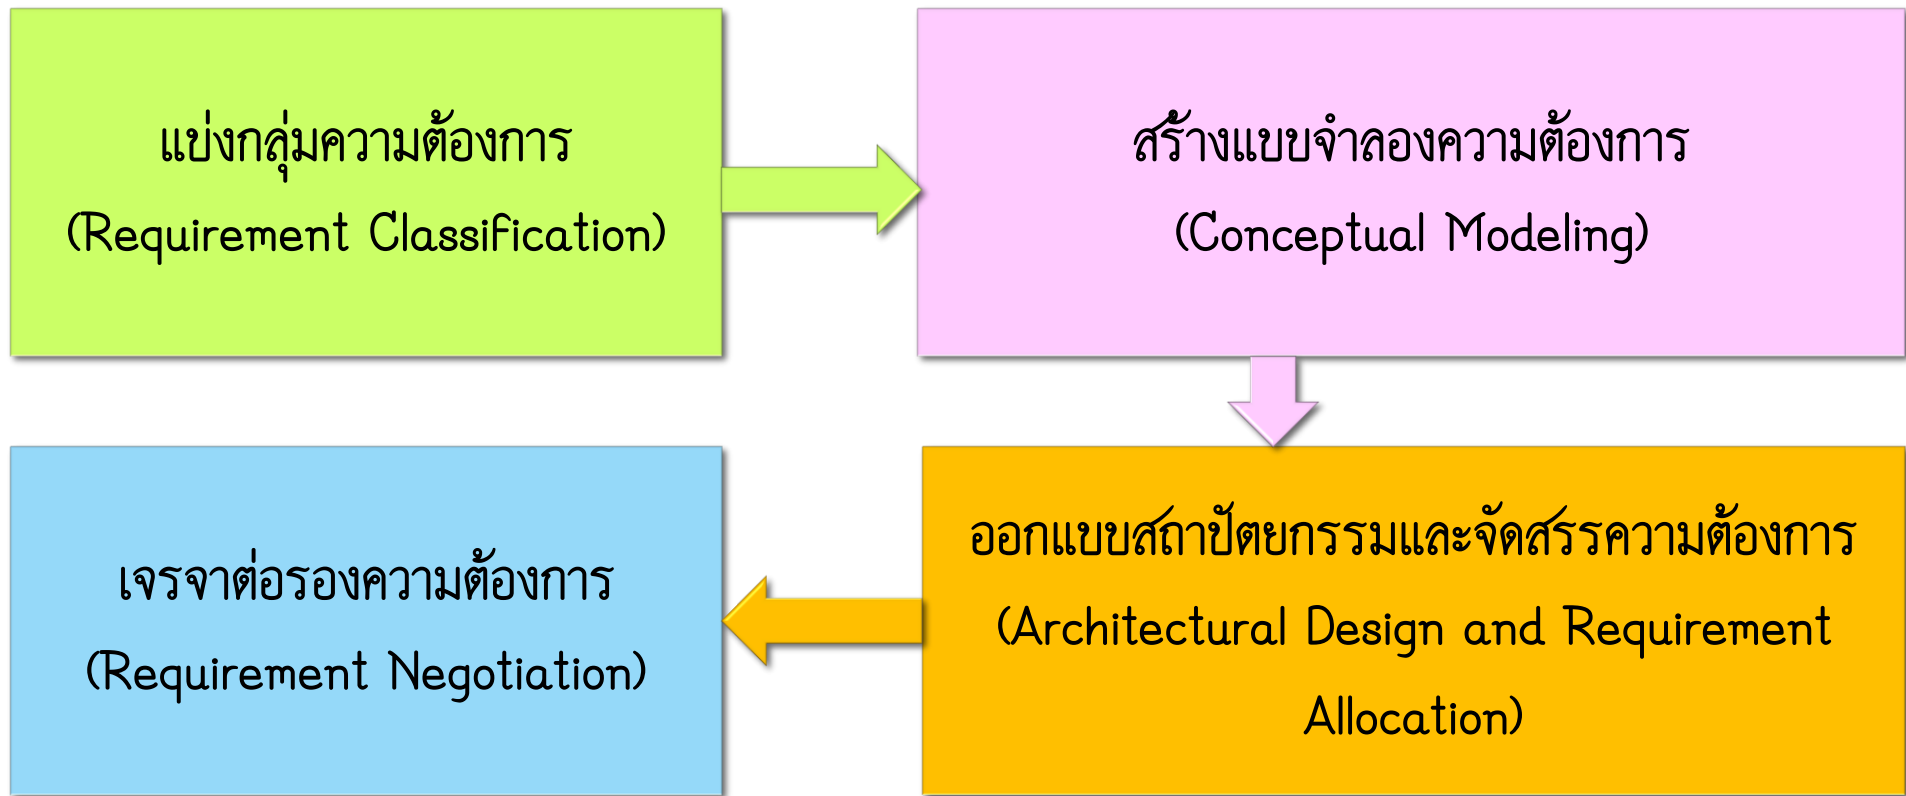 แบ่งกลุ่มความต้องการ
(Requirement Classification)
สร้างแบบจำลองความต้องการ
(Conceptual Modeling)
ออกแบบสถาปัตยกรรมและจัดสรรความต้องการ
(Architectural Design and Requirement
Allocation)
เจรจาต่อรองความต้องการ
(Requirement Negotiation)